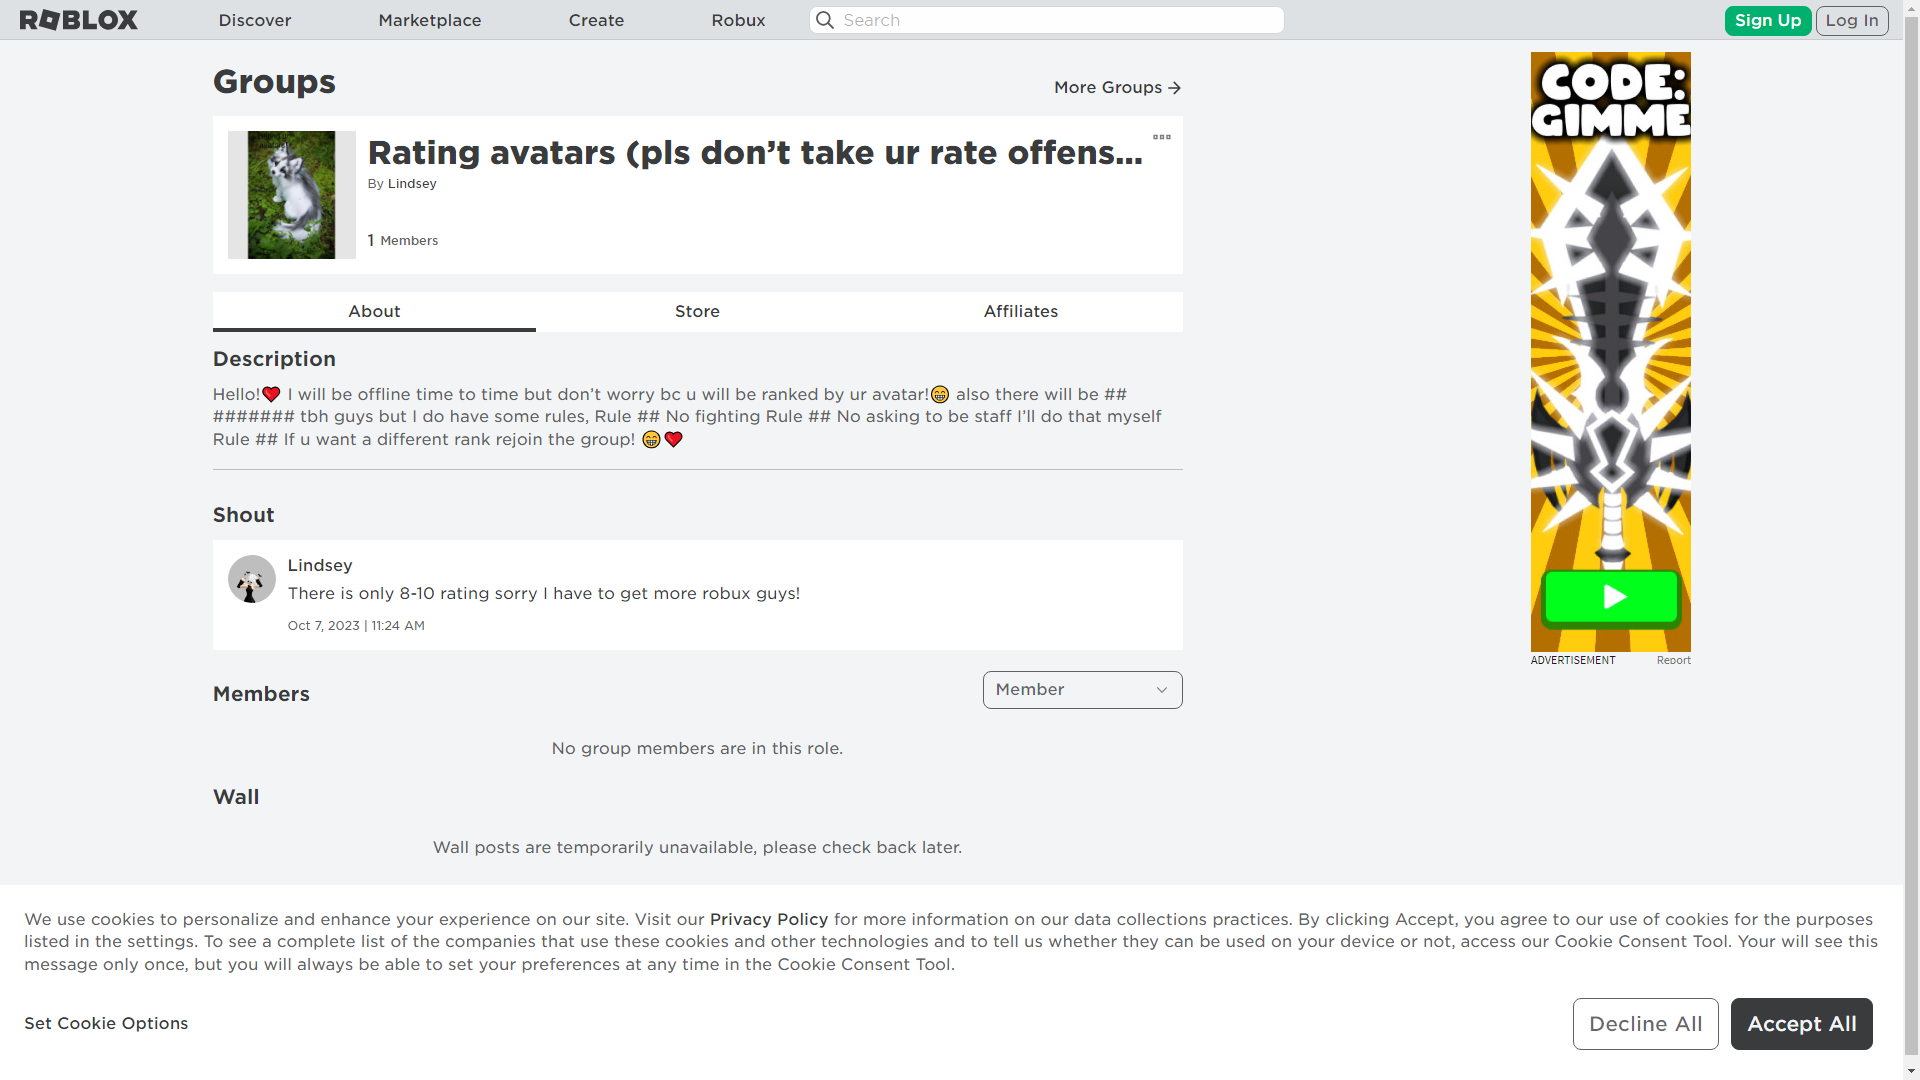 ROBLOX
Discover
Marketplace
Create
Robux
Search
Sign Up
Log In
Groups
More Groups
Rating avatars (pls don’t take ur rate offens...
By Lindsey
1 Members
About
Store
Affiliates
Description
Hello!❤️ I will be offline time to time but don’t worry bc u will be ranked by ur avatar!😁 also there will be ##
####### tbh guys but I do have some rules, Rule ## No fighting Rule ## No asking to be staff I’ll do that myself
Rule ## If u want a different rank rejoin the group! 😁❤️
Shout
Lindsey
There is only 8-10 rating sorry I have to get more robux guys!
Oct 7, 2023 | 11:24 AM
Members
Member
No group members are in this role.
Wall
Wall posts are temporarily unavailable, please check back later.
CODE:
GIMME
ADVERTISEMENT
Report
We use cookies to personalize and enhance your experience on our site. Visit our Privacy Policy for more information on our data collections practices. By clicking Accept, you agree to our use of cookies for the purposes
listed in the settings. To see a complete list of the companies that use these cookies and other technologies and to tell us whether they can be used on your device or not, access our Cookie Consent Tool. Your will see this
message only once, but you will always be able to set your preferences at any time in the Cookie Consent Tool.
Set Cookie Options
Decline All
Accept All